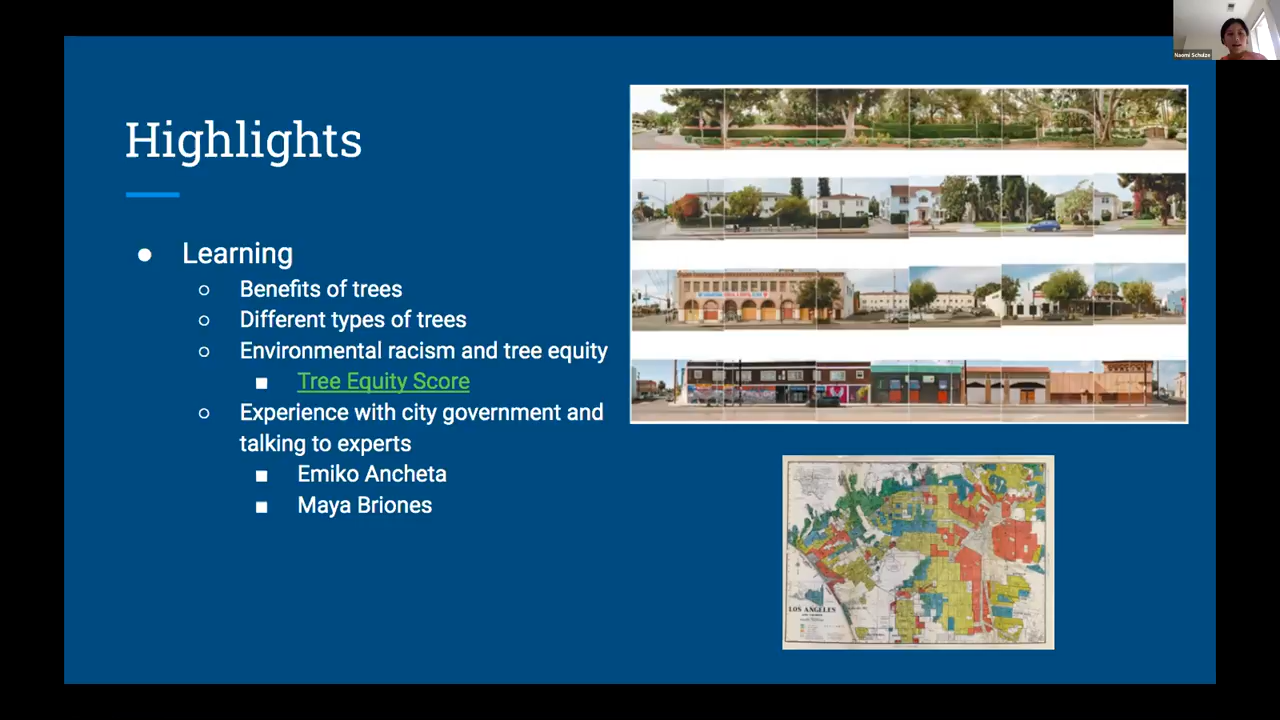 Naomi Schulze
Highlights
● Learning
○ Benefits of trees
○ Different types of trees
○ Environmental racism and tree equity
■ Tree Equity Score
○ Experience with city government and
talking to experts
■ Emiko Ancheta
■ Maya Briones
LOS ANGELES